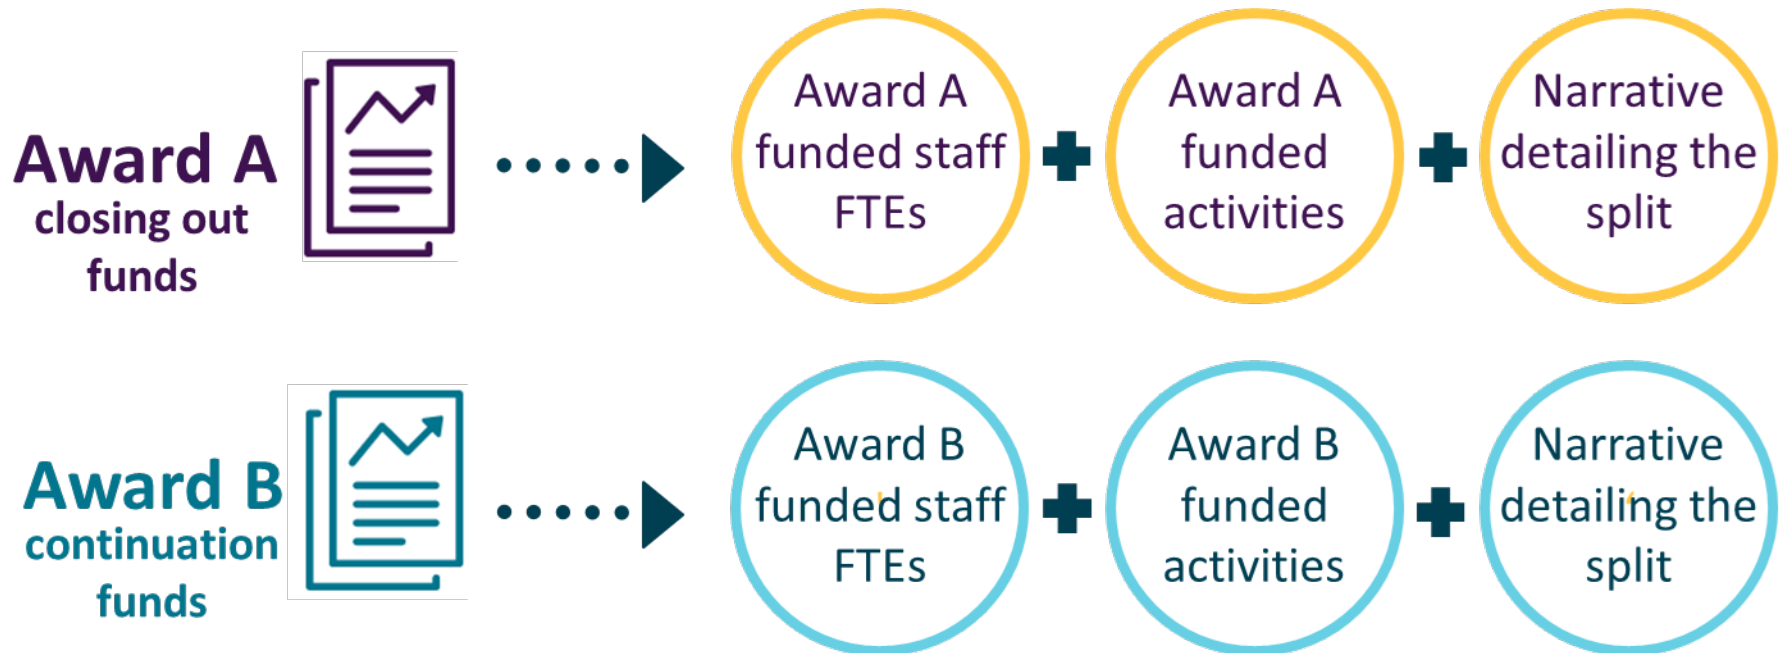 Award A
closing out
funds
Award A
funded staff
FTEs
Award A
funded
activities
Narrative
detailing the
split
Award B
continuation
funds
Award B
funded staff
FTEs
Award B
funded
activities
Narrative
detailing the
split